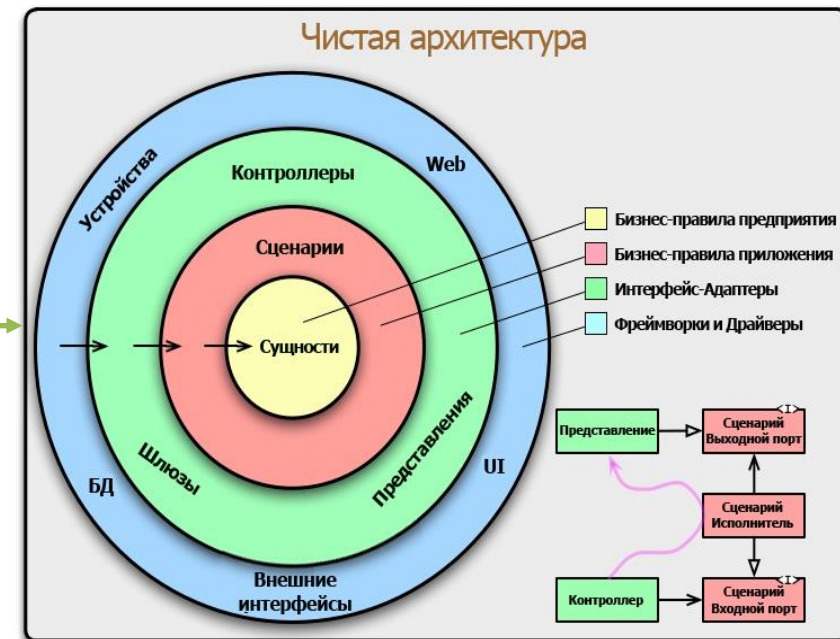 Чистая архитектура
Устройства
Web
Контроллеры
Сценарии
Сущности
Шлюзы
Представления
БД
UI
Внешние
интерфейсы
Бизнес-правила предприятия
Бизнес-правила приложения
Интерфейс-Адаптеры
Фреймворки и Драйверы
Представление
<I>
Сценарий
Выходной порт
Сценарий
Исполнитель
Контроллер
<I>
Сценарий
Входной порт